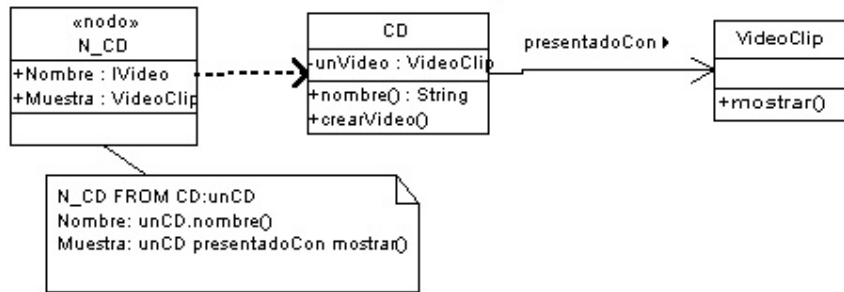 «nodo»
N_CD
+Nombre : IVideo
+Muestra : VideoClip
CD
-unVideo : VideoClip
+nombre() : String
+crearVideo()
presentadoCon
VideoClip
+mostrar()
N_CD FROM CD:unCD
Nombre: unCD.nombre()
Muestra: unCD presentadoCon mostrar()